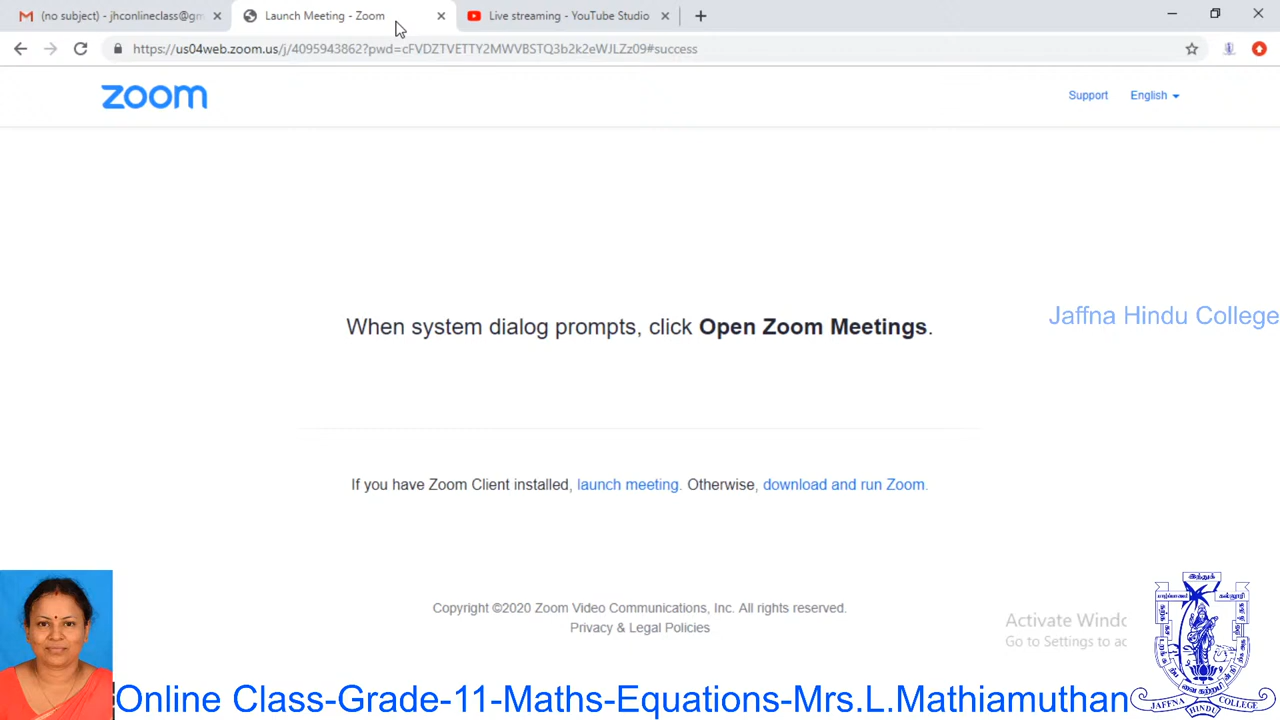 (no subject) - jhconlineclass@gm
Launch Meeting - Zoom
Live streaming - YouTube Studio
https://us04web.zoom.us/j/4095943862?pwd=cFVDZTVETTY2MWVBSTQ3b2k2eWJLZz09#success
zoom
Support
English
When system dialog prompts, click Open Zoom Meetings.
Jaffna Hindu College
If you have Zoom Client installed, launch meeting. Otherwise, download and run Zoom.
Copyright ©2020 Zoom Video Communications, Inc. All rights reserved.
Privacy & Legal Policies
Activate Windo
Go to Settings to ac
Online Class-Grade-11-Maths-Equations-Mrs.L.Mathiamuthan
JAFFNA HINDU COLLEGE